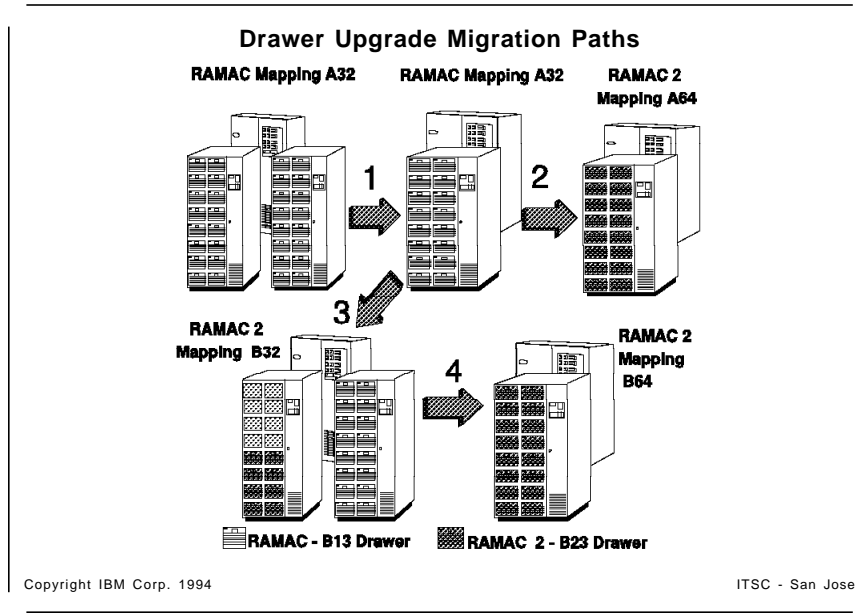 Drawer Upgrade Migration Paths
RAMAC Mapping A32
RAMAC Mapping A32
RAMAC 2
Mapping A64
1
2
3
RAMAC 2
Mapping B32
4
RAMAC 2
Mapping
B64
RAMAC - B13 Drawer
RAMAC 2 - B23 Drawer
Copyright IBM Corp. 1994
ITSC - San Jose